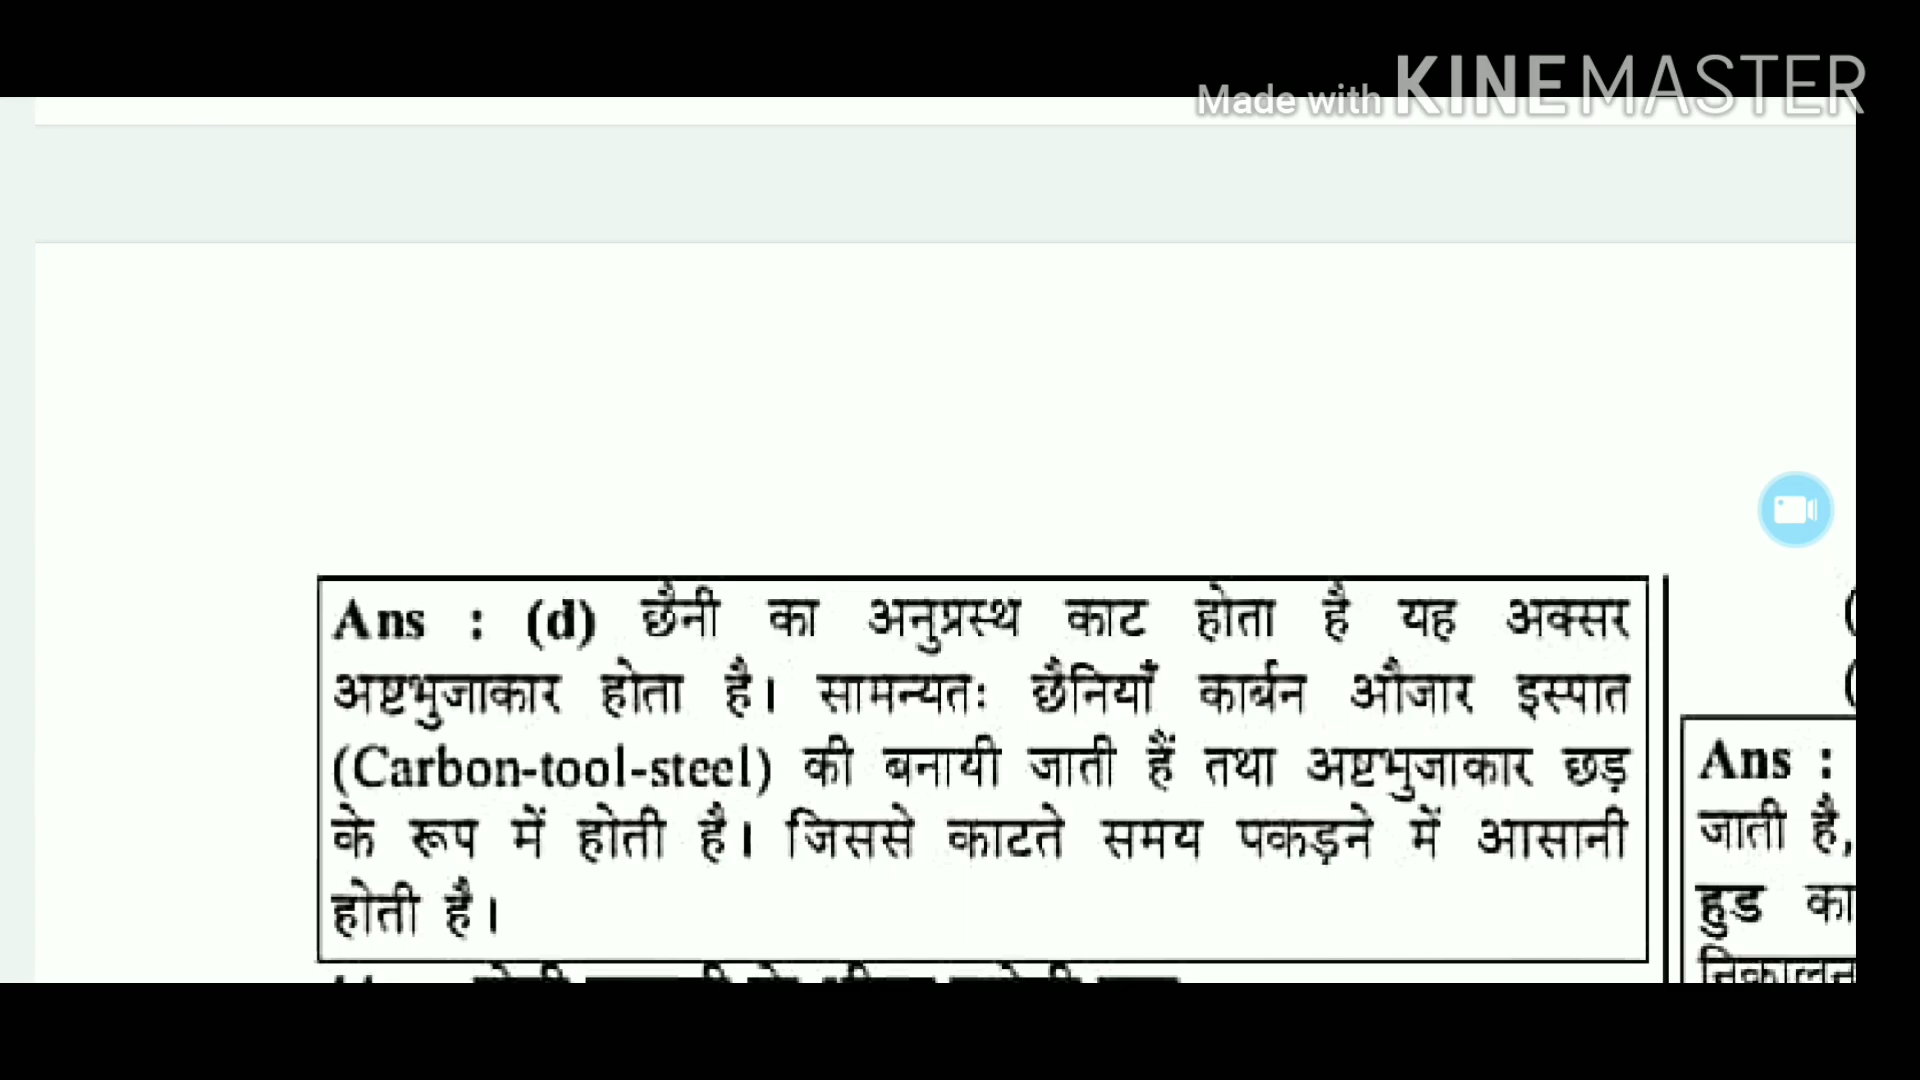 Made with KINEMASTER
Ans : (d) छैनी का अनुप्रस्थ काट होता है यह अक्सर
अष्टभुजाकार होता है। सामन्यतः छैनियाँ कार्बन औजार इस्पात
(Carbon-tool-steel) की बनायी जाती हैं तथा अष्टभुजाकार छड़
के रूप में होती है। जिससे काटते समय पकड़ने में आसानी
होती है।
Ans :
जाती है,
हुड का